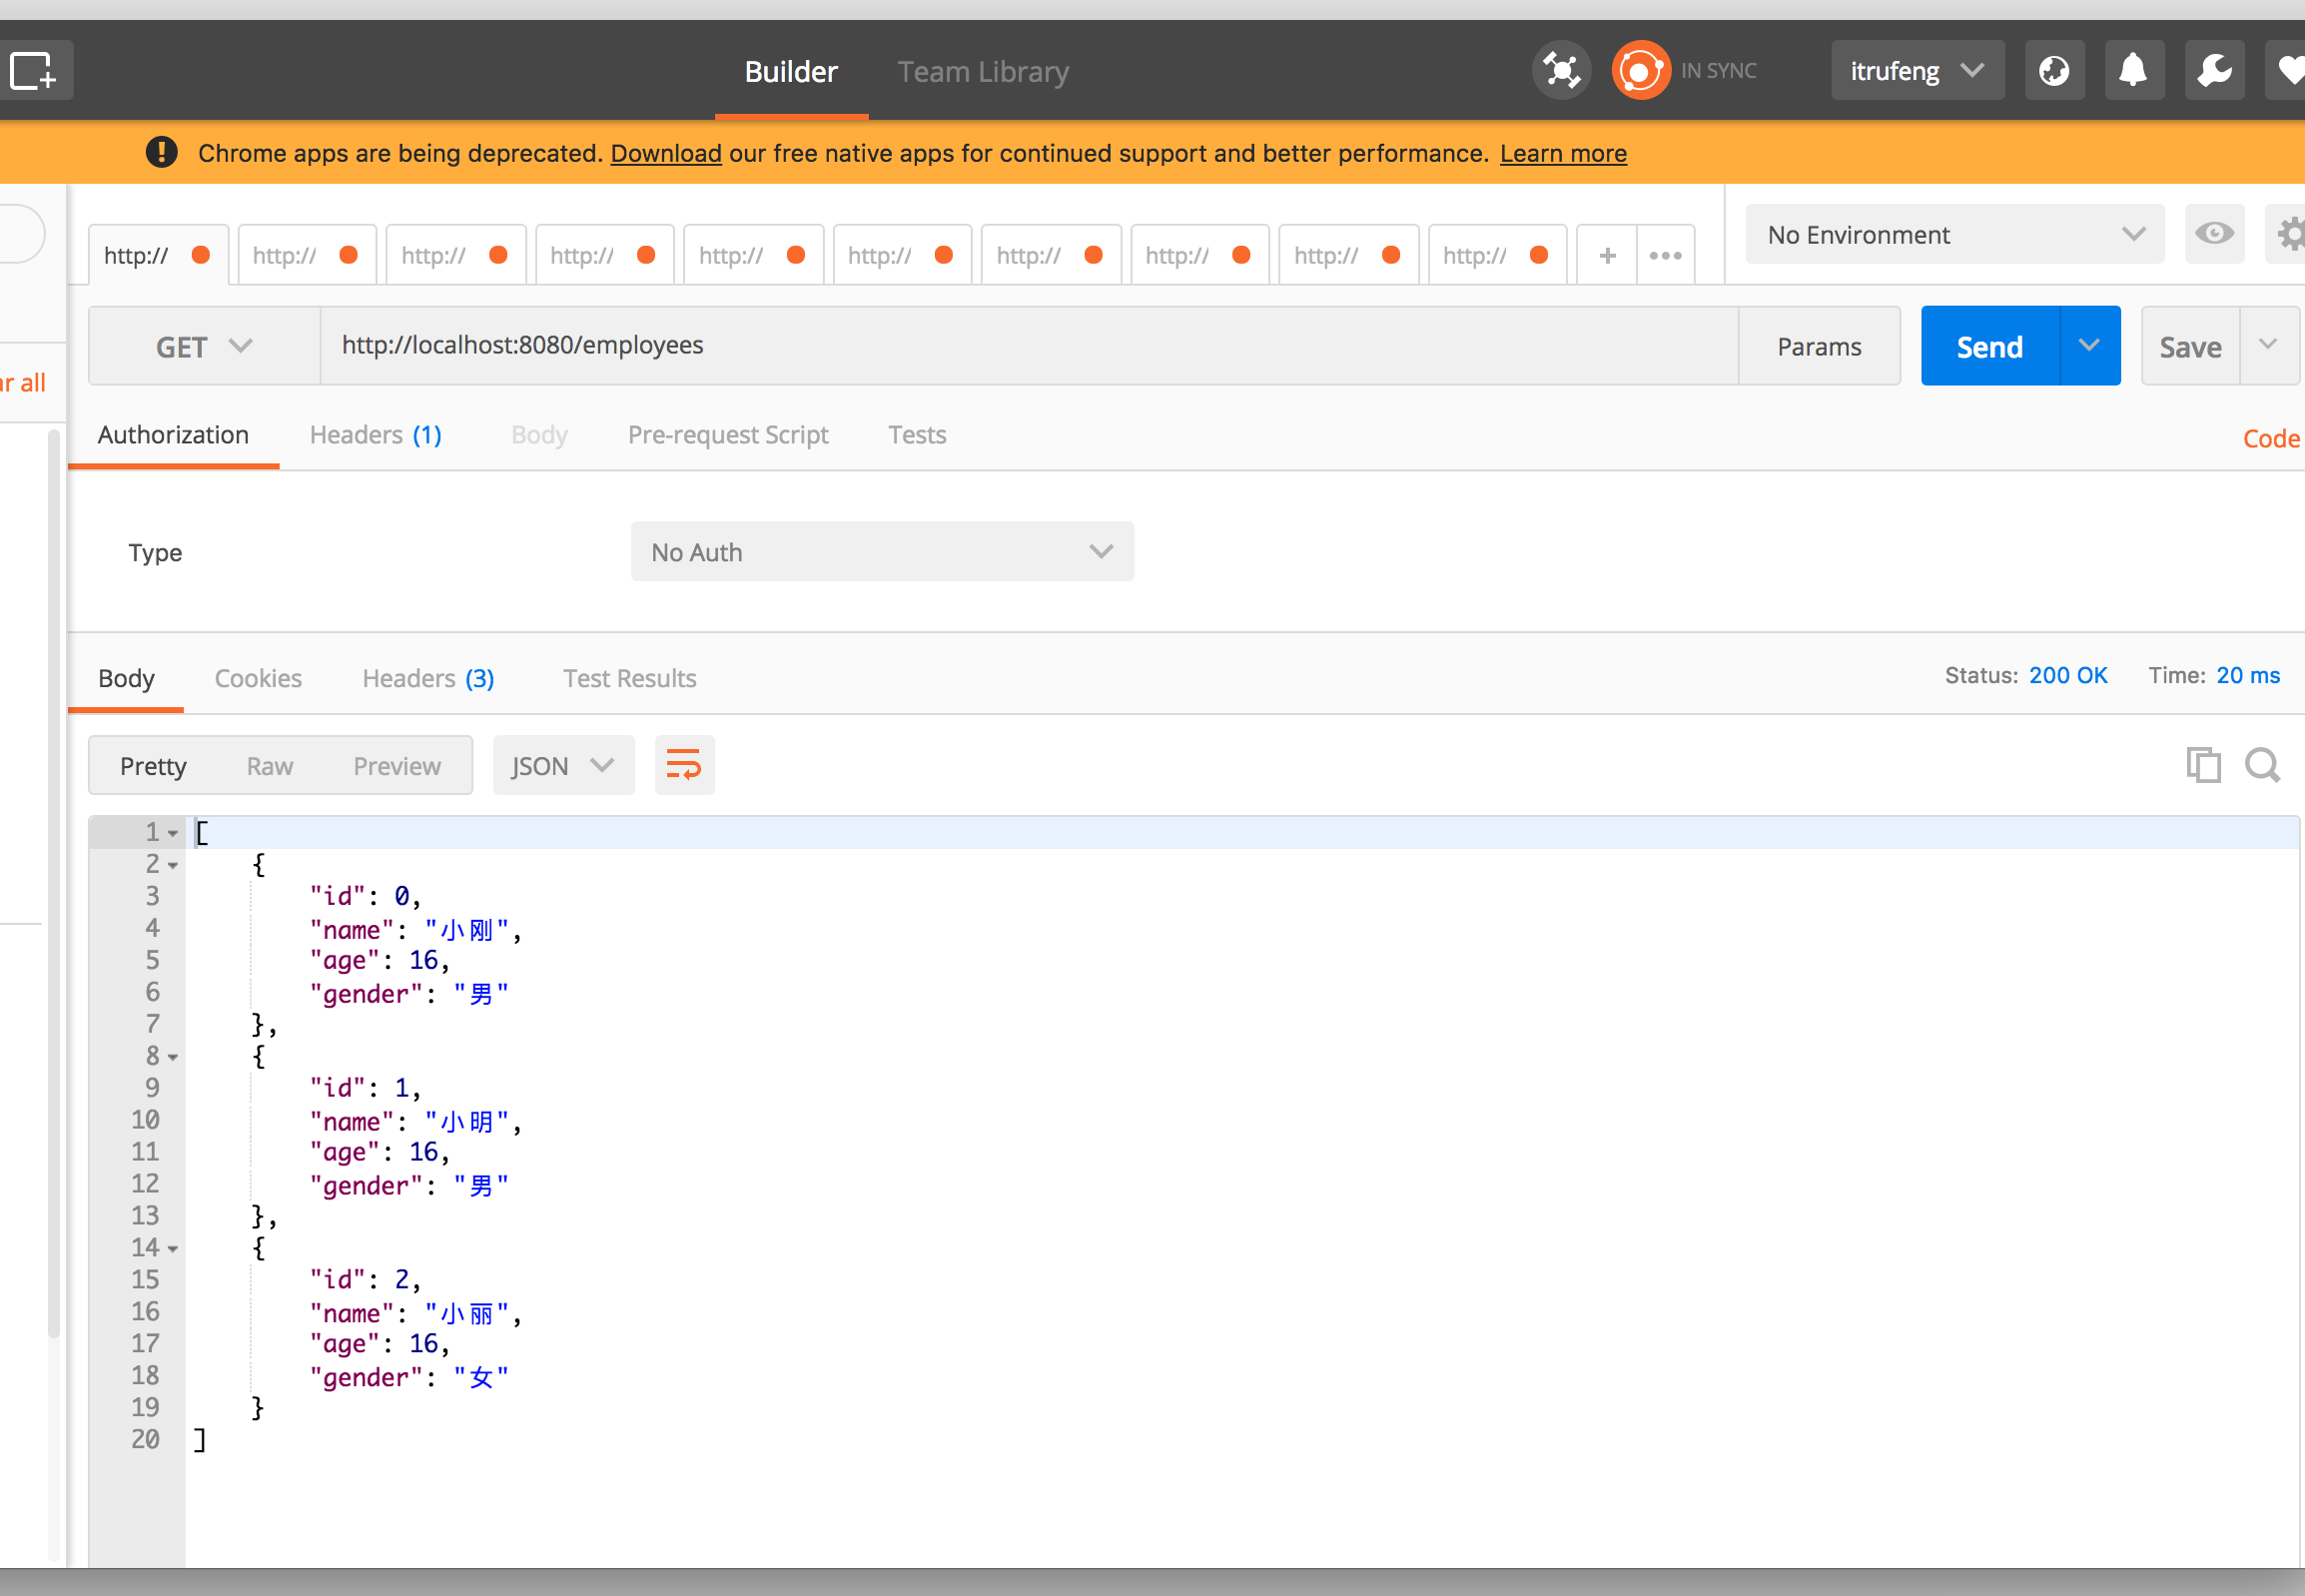 Builder Team Library IN SYNC itrufeng
Chrome apps are being deprecated. Download our free native apps for continued support and better performance. Learn more
http:// http:// http:// http:// http:// http:// http:// http:// http:// http:// + ••• No Environment
GET http://localhost:8080/employees Params Send Save
ar all
Authorization Headers (1) Body Pre-request Script Tests Code
Type No Auth
Body Cookies Headers (3) Test Results Status: 200 OK Time: 20 ms
Pretty Raw Preview JSON
1 [
2 {
3 "id": 0,
4 "name": "小刚",
5 "age": 16,
6 "gender": "男"
7 },
8 {
9 "id": 1,
10 "name": "小明",
11 "age": 16,
12 "gender": "男"
13 },
14 {
15 "id": 2,
16 "name": "小丽",
17 "age": 16,
18 "gender": "女"
19 }
20 ]